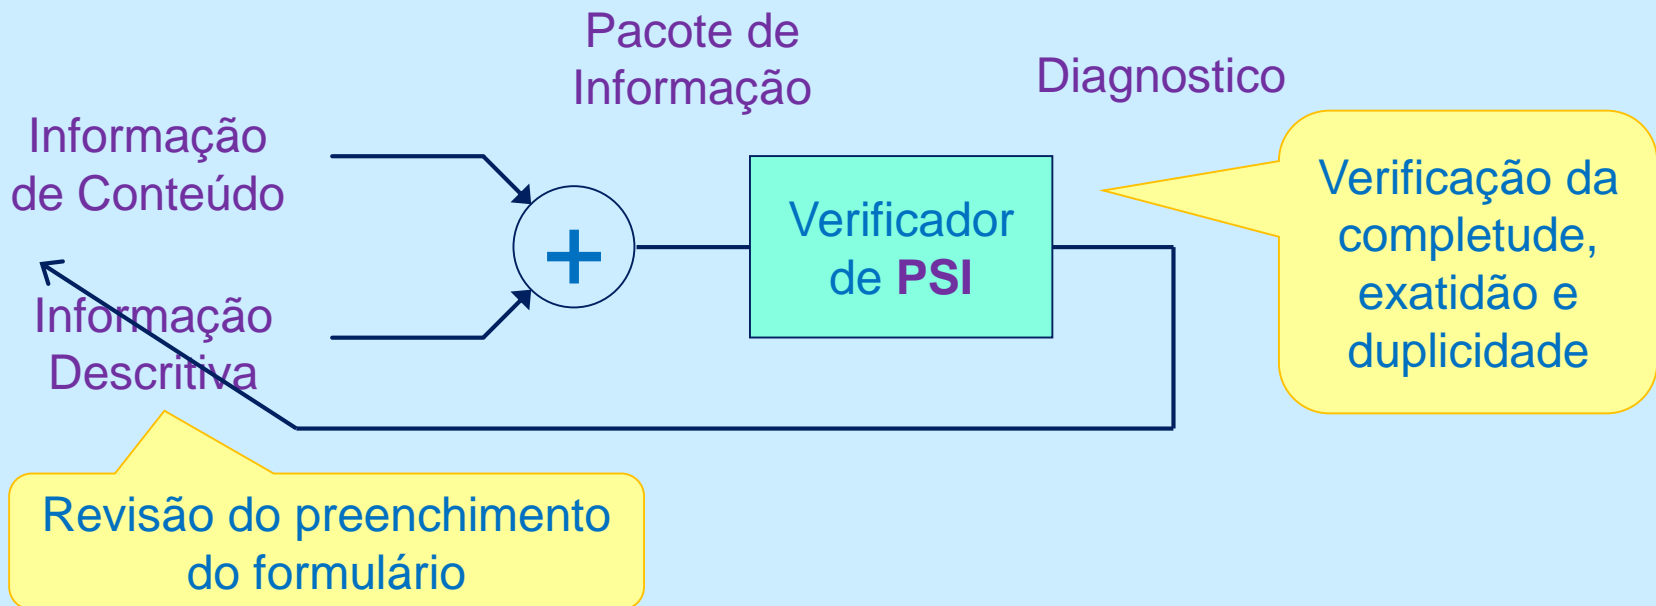 Pacote de
Informação
Diagnostico
Informação
de Conteúdo
+
Verificador
de PSI
Verificação da
completude,
exatidão e
duplicidade
Informação
Descritiva
Revisão do preenchimento
do formulário